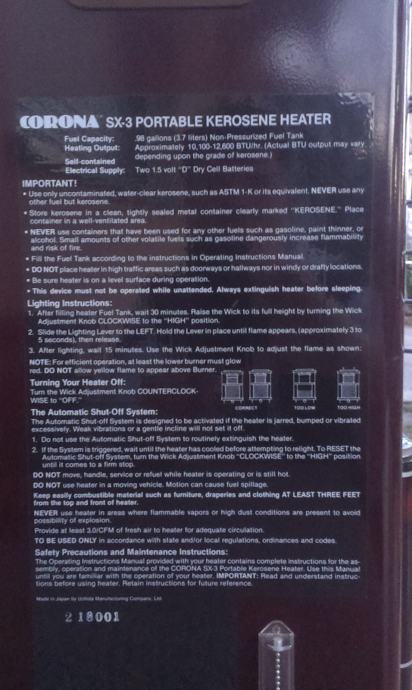 CORONA SX-3 PORTABLE KEROSENE HEATER
Fuel Capacity: .98 gallons (3.7 liters) Non-Pressurized Fuel Tank
Heating Output: Approximately 10,100-12,600 BTU/hr. (Actual BTU output may vary
depending upon the grade of kerosene.)
Self-contained
Electrical Supply: Two 1.5 volt "D" Dry Cell Batteries
IMPORTANT!
• Use only uncontaminated, water-clear kerosene, such as ASTM 1-K or its equivalent. NEVER use any
other fuel but kerosene.
• Store kerosene in a clean, tightly sealed metal container clearly marked "KEROSENE." Place
container in a well-ventilated area.
• NEVER use containers that have been used for any other fuels such as gasoline, paint thinner, or
alcohol. Small amounts of other volatile fuels such as gasoline dangerously increase flammability
and risk of fire.
• Fill the Fuel Tank according to the instructions in Operating Instructions Manual.
• DO NOT place heater in high traffic areas such as doorways or hallways nor in windy or drafty locations.
• Be sure heater is on a level surface during operation.
• This device must not be operated while unattended. Always extinguish heater before sleeping.
Lighting Instructions:
1. After filling heater Fuel Tank, wait 30 minutes. Raise the Wick to its full height by turning the Wick
Adjustment Knob CLOCKWISE to the "HIGH" position.
2. Slide the Lighting Lever to the LEFT. Hold the Lever in place until flame appears, (approximately 3 to
5 seconds), then release.
3. After lighting, wait 15 minutes. Use the Wick Adjustment Knob to adjust the flame as shown:
NOTE: For efficient operation, at least the lower burner must glow
red. DO NOT allow yellow flame to appear above Burner.
Turning Your Heater Off:
Turn the Wick Adjustment Knob COUNTERCLOCK-
WISE to "OFF."
CORRECT TOO LOW TOO HIGH
The Automatic Shut-Off System:
The Automatic Shut-off System is designed to be activated if the heater is jarred, bumped or vibrated
excessively. Weak vibrations or a gentle incline will not set it off.
1. Do not use the Automatic Shut-off System to routinely extinguish the heater.
2. If the System is triggered, wait until the heater has cooled before attempting to relight. To RESET the
Automatic Shut-off System, turn the Wick Adjustment Knob "CLOCKWISE" to the "HIGH" position
until it comes to a firm stop.
DO NOT move, handle, service or refuel while heater is operating or is still hot.
DO NOT use heater in a moving vehicle. Motion can cause fuel spillage.
Keep easily combustible material such as furniture, draperies and clothing AT LEAST THREE FEET
from the top and front of heater.
NEVER use heater in areas where flammable vapors or high dust conditions are present to avoid
possibility of explosion.
Provide at least 3.0/CFM of fresh air to heater for adequate circulation.
TO BE USED ONLY in accordance with state and/or local regulations, ordinances and codes.
Safety Precautions and Maintenance Instructions:
The Operating Instructions Manual provided with your heater contains complete instructions for the as-
sembly, operation and maintenance of the CORONA SX-3 Portable Kerosene Heater. Use this Manual
until you are familiar with the operation of your heater. IMPORTANT: Read and understand instruc-
tions before using heater. Retain instructions for future reference.
Made in Japan by Uchida Manufacturing Company, Ltd.
2 18001